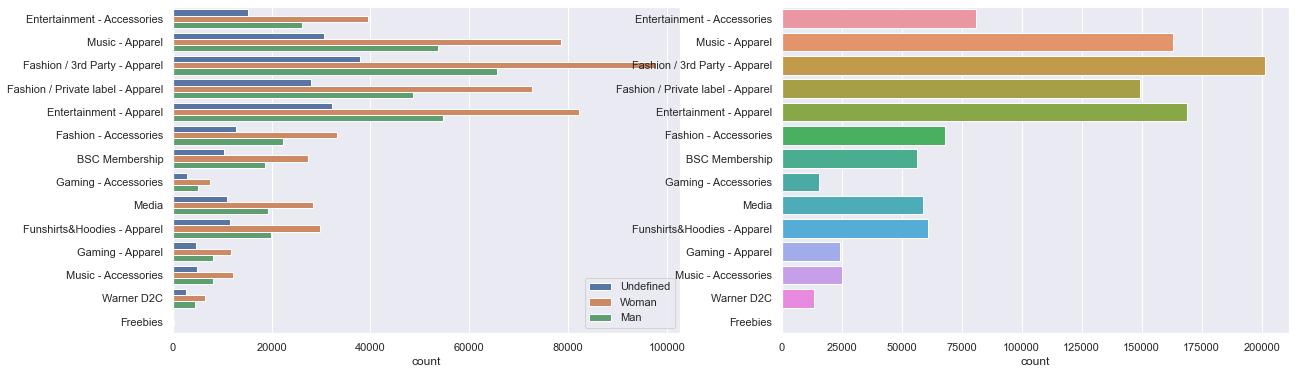 Entertainment - Accessories
Music - Apparel
Fashion / 3rd Party - Apparel
Fashion / Private label - Apparel
Entertainment - Apparel
Fashion - Accessories
BSC Membership
Gaming - Accessories
Media
Funshirts&Hoodies - Apparel
Gaming - Apparel
Music - Accessories
Warner D2C
Freebies
Undefined
Woman
Man
0 20000 40000 60000 80000 100000
count
Entertainment - Accessories
Music - Apparel
Fashion / 3rd Party - Apparel
Fashion / Private label - Apparel
Entertainment - Apparel
Fashion - Accessories
BSC Membership
Gaming - Accessories
Media
Funshirts&Hoodies - Apparel
Gaming - Apparel
Music - Accessories
Warner D2C
Freebies
0 25000 50000 75000 100000 125000 150000 175000 200000
count